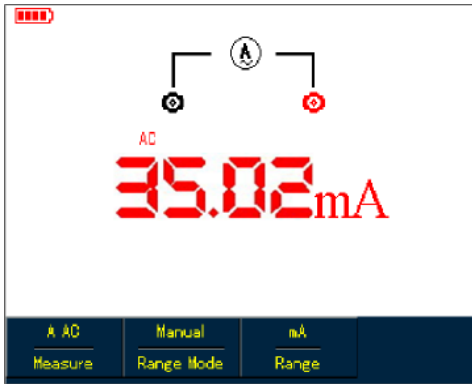 A
AC
35.02mA
A AC Manual mA
Measure Range Mode Range